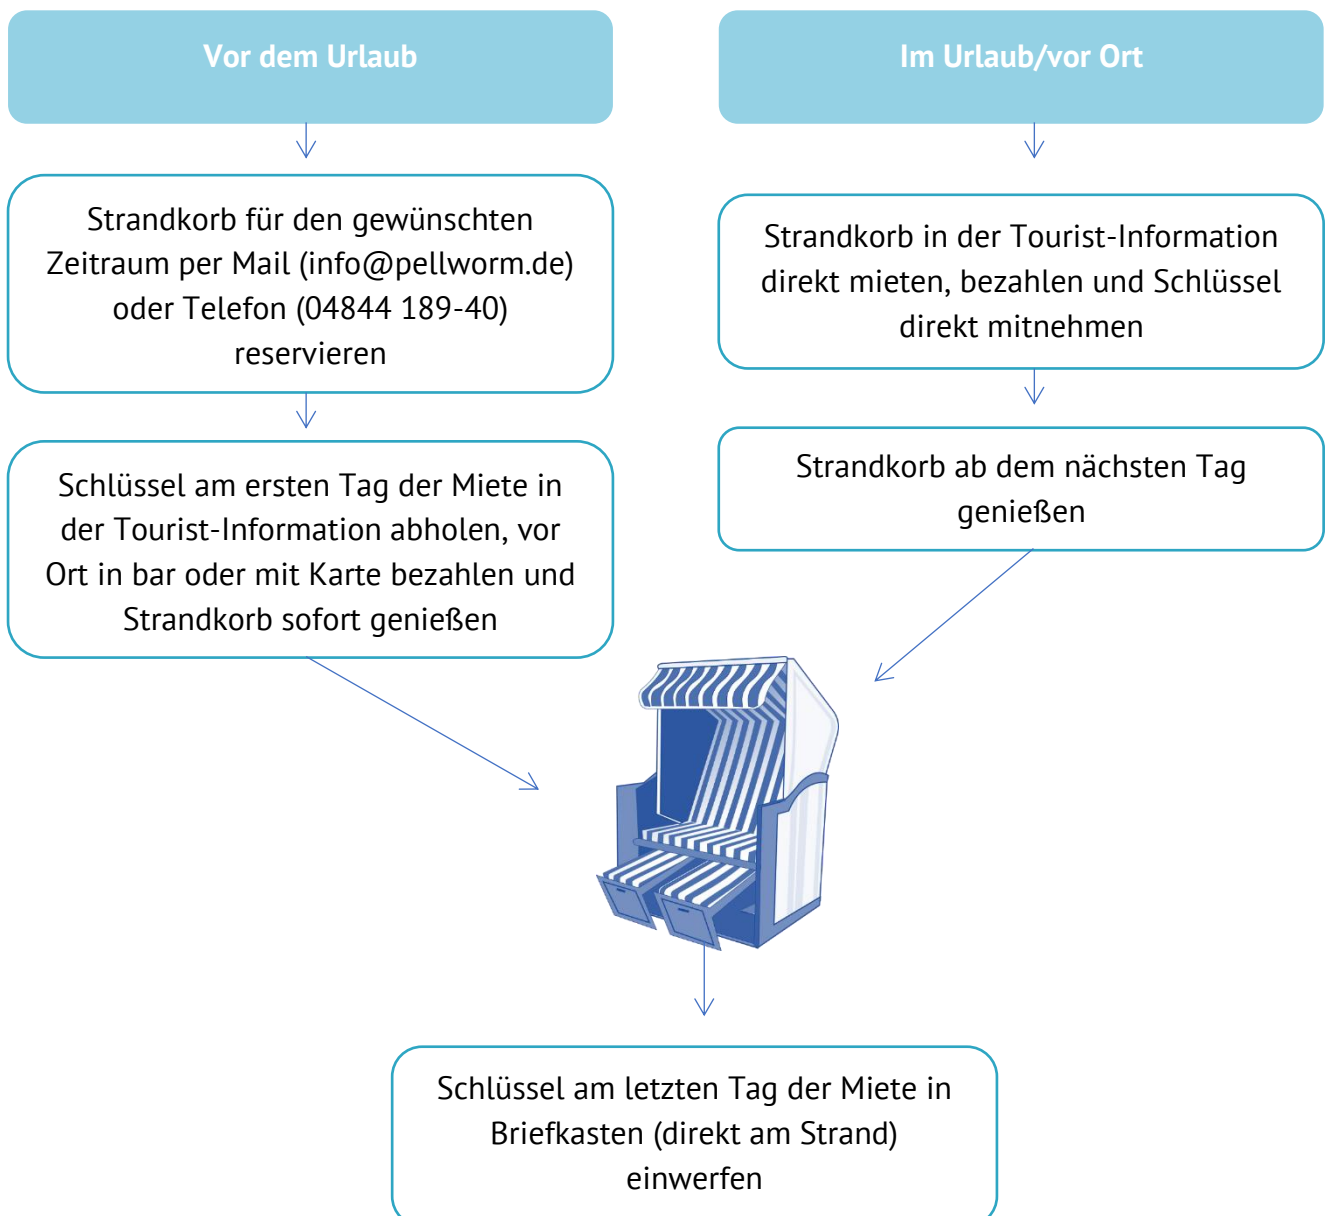 Vor dem Urlaub
Strandkorb für den gewünschten
Zeitraum per Mail (info@pellworm.de)
oder Telefon (04844 189-40)
reservieren
Schlüssel am ersten Tag der Miete in
der Tourist-Information abholen, vor
Ort in bar oder mit Karte bezahlen und
Strandkorb sofort genießen
Im Urlaub/vor Ort
Strandkorb in der Tourist-Information
direkt mieten, bezahlen und Schlüssel
direkt mitnehmen
Strandkorb ab dem nächsten Tag
genießen
Schlüssel am letzten Tag der Miete in
Briefkasten (direkt am Strand)
einwerfen